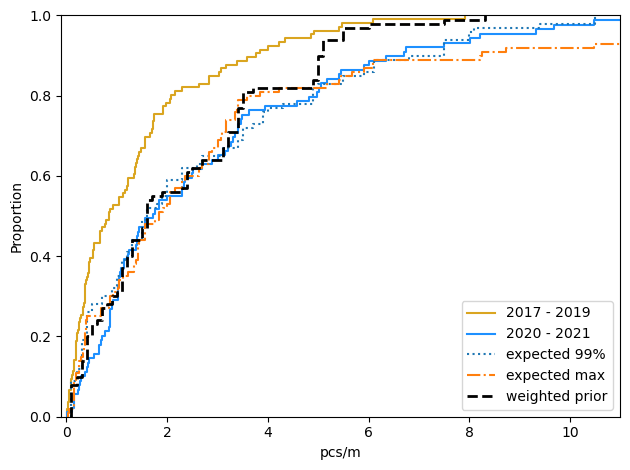 1.0
0.8
0.6
0.4
0.2
0.0
Proportion
0 2 4 6 8 10
pcs/m
2017 - 2019
2020 - 2021
expected 99%
expected max
weighted prior